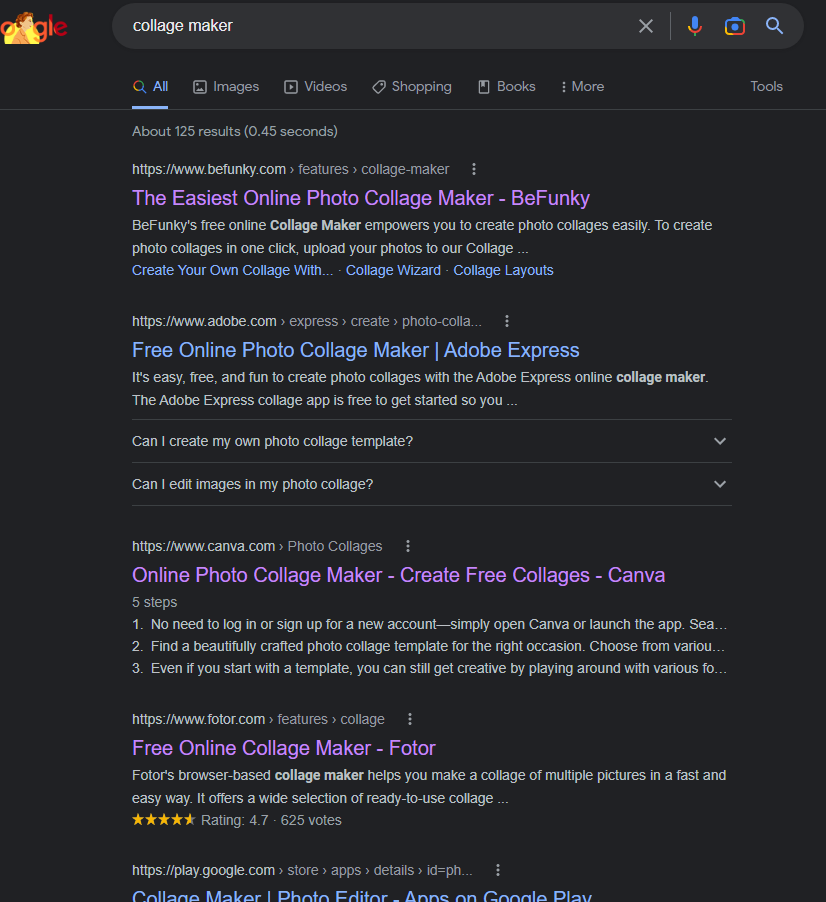 oogle
collage maker
All Images Videos Shopping Books More Tools
About 125 results (0.45 seconds)
https://www.befunky.com › features › collage-maker
The Easiest Online Photo Collage Maker - BeFunky
BeFunky's free online Collage Maker empowers you to create photo collages easily. To create
photo collages in one click, upload your photos to our Collage ...
Create Your Own Collage With... · Collage Wizard · Collage Layouts
https://www.adobe.com › express › create › photo-colla...
Free Online Photo Collage Maker | Adobe Express
It's easy, free, and fun to create photo collages with the Adobe Express online collage maker.
The Adobe Express collage app is free to get started so you ...
Can I create my own photo collage template?
Can I edit images in my photo collage?
https://www.canva.com › Photo Collages
Online Photo Collage Maker - Create Free Collages - Canva
5 steps
1. No need to log in or sign up for a new account—simply open Canva or launch the app. Sea...
2. Find a beautifully crafted photo collage template for the right occasion. Choose from variou...
3. Even if you start with a template, you can still get creative by playing around with various fo...
https://www.fotor.com › features › collage
Free Online Collage Maker - Fotor
Fotor's browser-based collage maker helps you make a collage of multiple pictures in a fast and
easy way. It offers a wide selection of ready-to-use collage ...
Rating: 4.7 · 625 votes
https://play.google.com › store › apps › details › id=ph...
Collage Maker | Photo Editor - Apps on Google Play